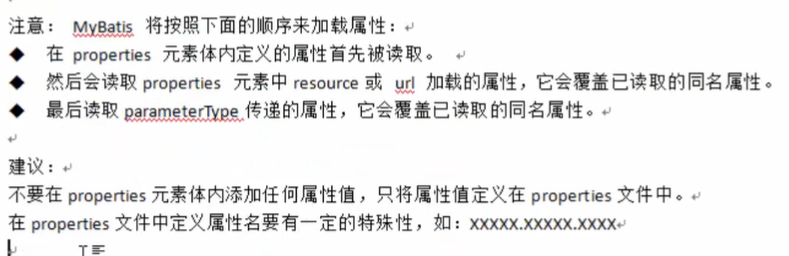 注意： MyBatis 将按照下面的顺序来加载属性：
◆ 在 properties 元素体内定义的属性首先被读取。
◆ 然后会读取 properties 元素中 resource 或 url 加载的属性，它会覆盖已读取的同名属性。
◆ 最后读取 parameterType 传递的属性，它会覆盖已读取的同名属性。
建议：
不要在 properties 元素体内添加任何属性值，只将属性值定义在 properties 文件中。
在 properties 文件中定义属性名要有一定的特殊性，如：XXXXX.XXXXX.XXXX